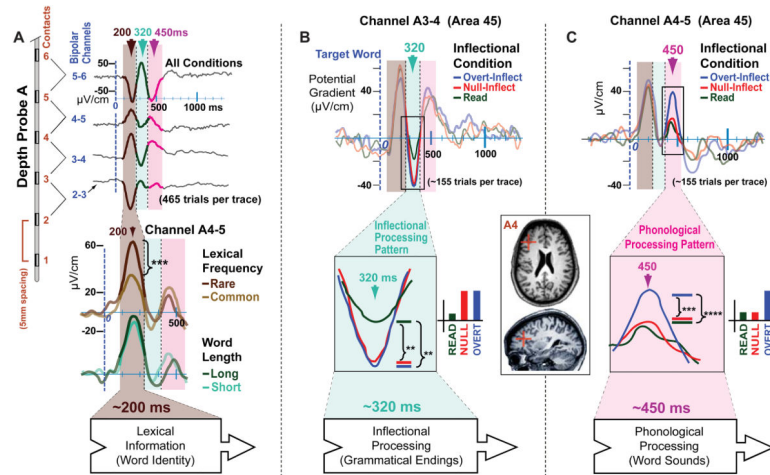 A
Contacts
Bipolar
Channels
Depth Probe A
6
5
4
3
2
1
(5mm spacing)
5-6
4-5
3-4
2-3
200 320 450ms
All Conditions
50
-50
µV/cm
500 1000 ms
(465 trials per trace)
200
Channel A4-5
60
20
-20
µV/cm
***
Lexical
Frequency
Rare
Common
500
Word
Length
Long
Short
~200 ms
Lexical
Information
(Word Identity)
B
Channel A3-4 (Area 45)
Target Word
320
Potential
Gradient
(µV/cm)
40
-40
Inflectional
Condition
Overt-Inflect
Null-Inflect
Read
500
1000
(~155 trials per trace)
Inflectional
Processing
Pattern
320 ms
**
**
READ
NULL
OVERT
~320 ms
Inflectional
Processing
(Grammatical Endings)
A4
C
Channel A4-5 (Area 45)
450
µV/cm
40
-40
Inflectional
Condition
Overt-Inflect
Null-Inflect
Read
1000
(~155 trials per trace)
Phonological
Processing Pattern
450
***
****
READ
NULL
OVERT
~450 ms
Phonological
Processing
(Word Sounds)